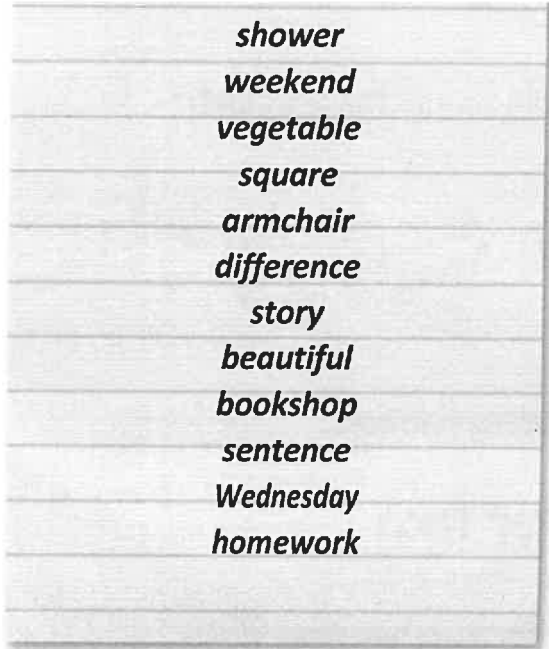 shower
weekend
vegetable
square
armchair
difference
story
beautiful
bookshop
sentence
Wednesday
homework